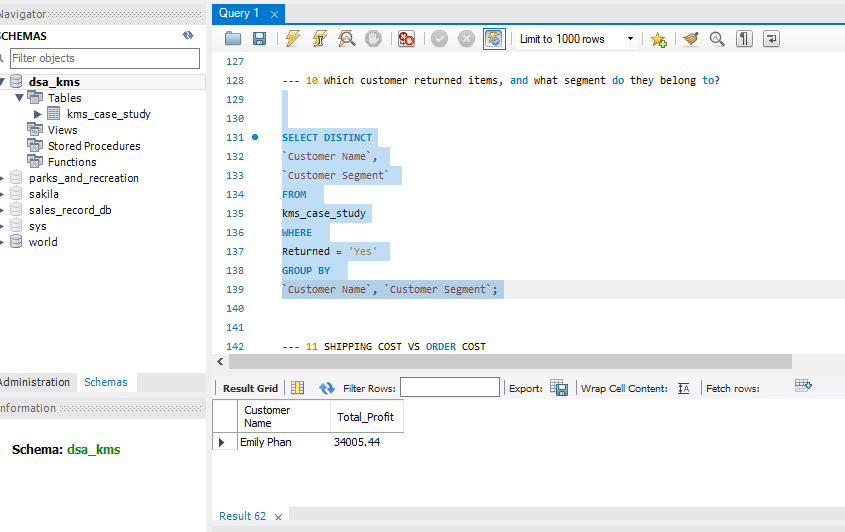 Navigator
SCHEMAS
Filter objects
dsa_kms
Tables
kms_case_study
Views
Stored Procedures
Functions
parks_and_recreation
sakila
sales_record_db
sys
world
Administration Schemas
Information
Schema: dsa_kms
Query 1
Limit to 1000 rows
127
128 --- 10 Which customer returned items, and what segment do they belong to?
129
130
131 SELECT DISTINCT
132 `Customer Name`,
133 `Customer Segment`
134 FROM
135 kms_case_study
136 WHERE
137 Returned = 'Yes'
138 GROUP BY
139 `Customer Name`, `Customer Segment`;
140
141
142 --- 11 SHIPPING COST VS ORDER COST
Result Grid Filter Rows: Export: Wrap Cell Content: IA Fetch rows:
Customer Name Total_Profit
Emily Phan 34005.44
Result 62